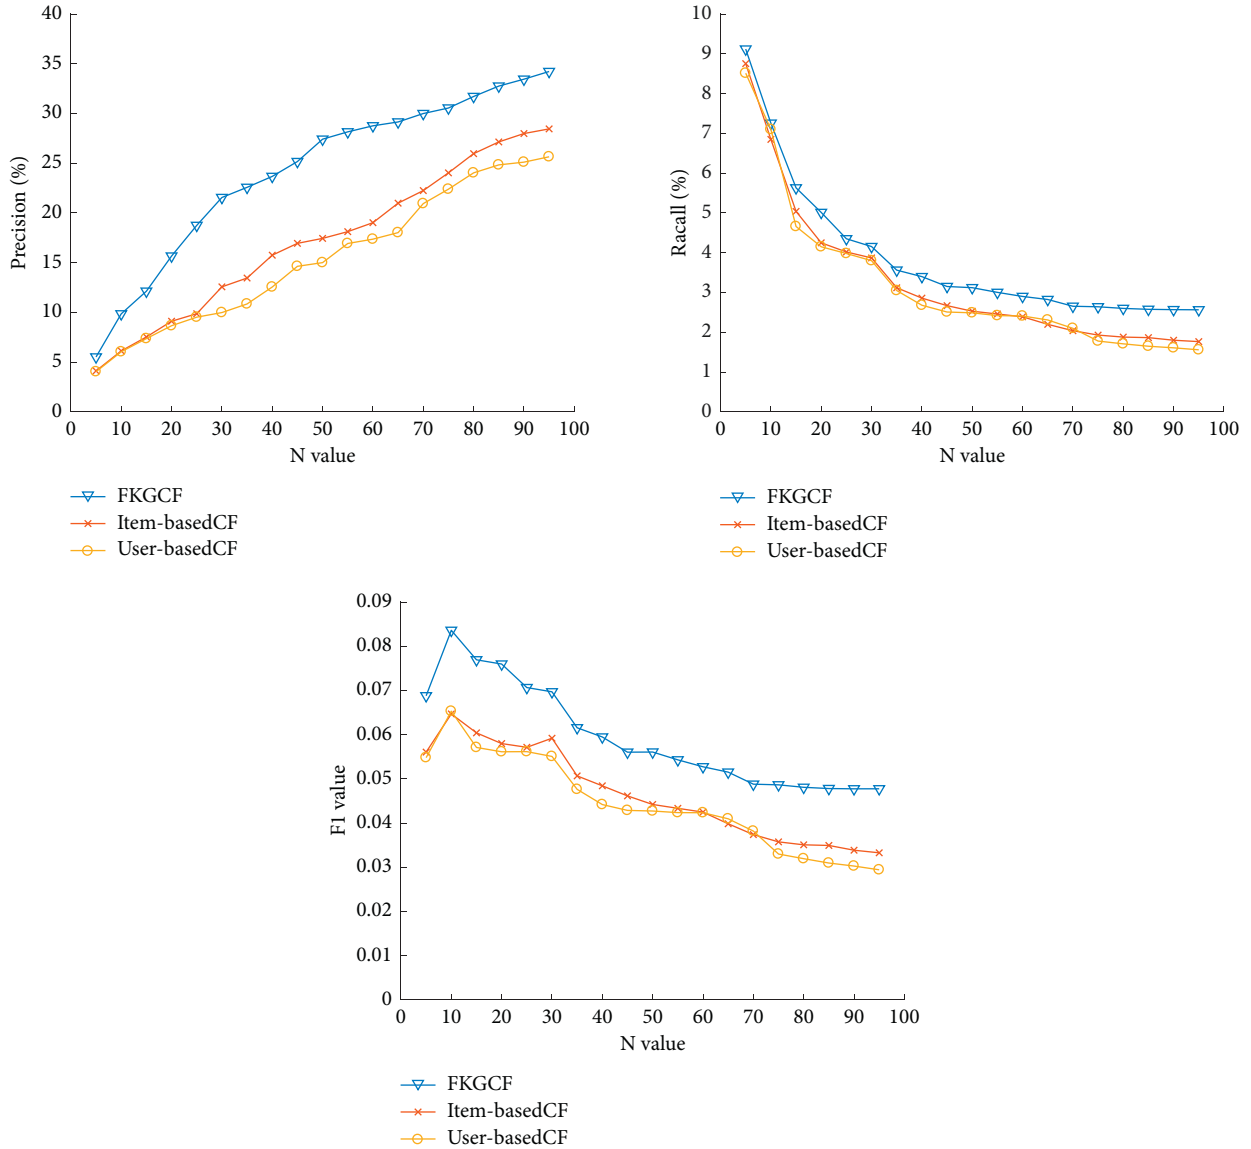 40
35
30
25
20
15
10
5
0
Precision (%)
0 10 20 30 40 50 60 70 80 90 100
N value
FKGCF
Item-basedCF
User-basedCF
10
9
8
7
6
5
4
3
2
1
0
Racall (%)
0 10 20 30 40 50 60 70 80 90 100
N value
FKGCF
Item-basedCF
User-basedCF
0.09
0.08
0.07
0.06
0.05
0.04
0.03
0.02
0.01
0
F1 value
0 10 20 30 40 50 60 70 80 90 100
N value
FKGCF
Item-basedCF
User-basedCF